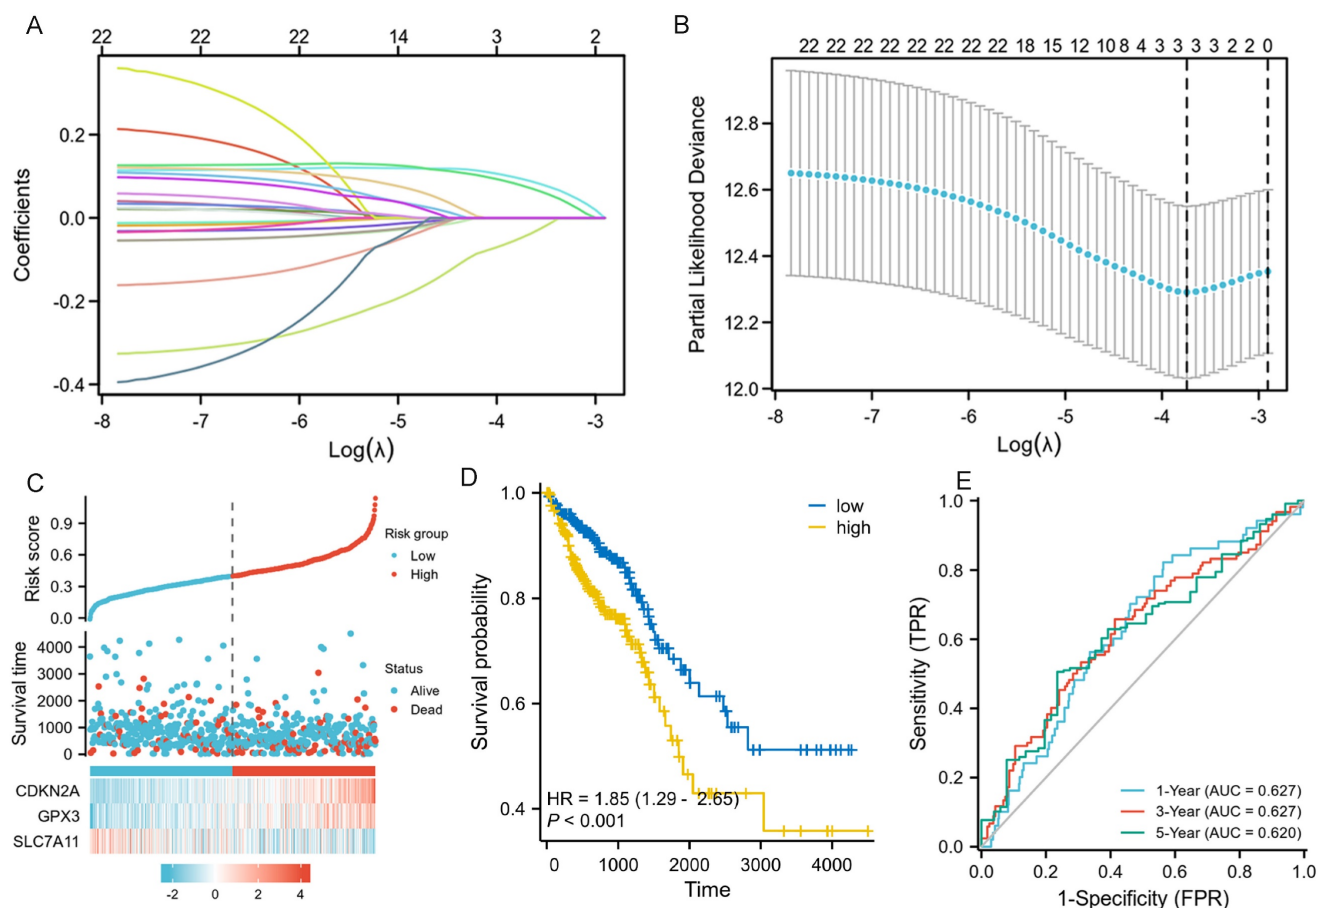 A
22 22 22 14 3 2
Coefficients
0.2
0.0
-0.2
-0.4
-8 -7 -6 -5 -4 -3
Log(λ)
B
22 22 22 22 22 22 22 22 18 15 12 10 8 4 3 3 3 3 2 2 0
Partial Likelihood Deviance
12.8
12.6
12.4
12.2
12.0
-8 -7 -6 -5 -4 -3
Log(λ)
C
Risk score
0.9
0.6
0.3
0.0
Risk group
Low
High
Survival time
4000
3000
2000
1000
0
Status
Alive
Dead
CDKN2A
GPX3
SLC7A11
-2 0 2 4
D
Survival probability
1.0
0.8
0.6
0.4
low
high
HR = 1.85 (1.29 - 2.65)
P < 0.001
0 1000 2000 3000 4000
Time
E
Sensitivity (TPR)
1.0
0.8
0.6
0.4
0.2
0.0
1-Year (AUC = 0.627)
3-Year (AUC = 0.627)
5-Year (AUC = 0.620)
0.0 0.2 0.4 0.6 0.8 1.0
1-Specificity (FPR)